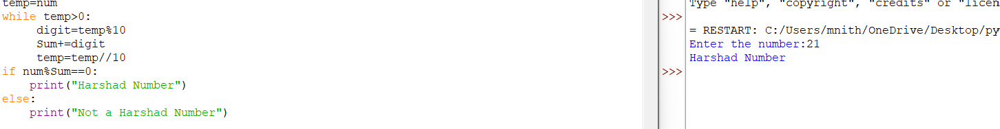 temp=num
while temp>0:
     digit=temp%10
     Sum+=digit
     temp=temp//10
if num%Sum==0:
    print("Harshad Number")
else:
    print("Not a Harshad Number")
Type "help", "copyright", "credits" or "licen
>>>
= RESTART: C:/Users/mnith/OneDrive/Desktop/py
Enter the number:21
Harshad Number
>>>